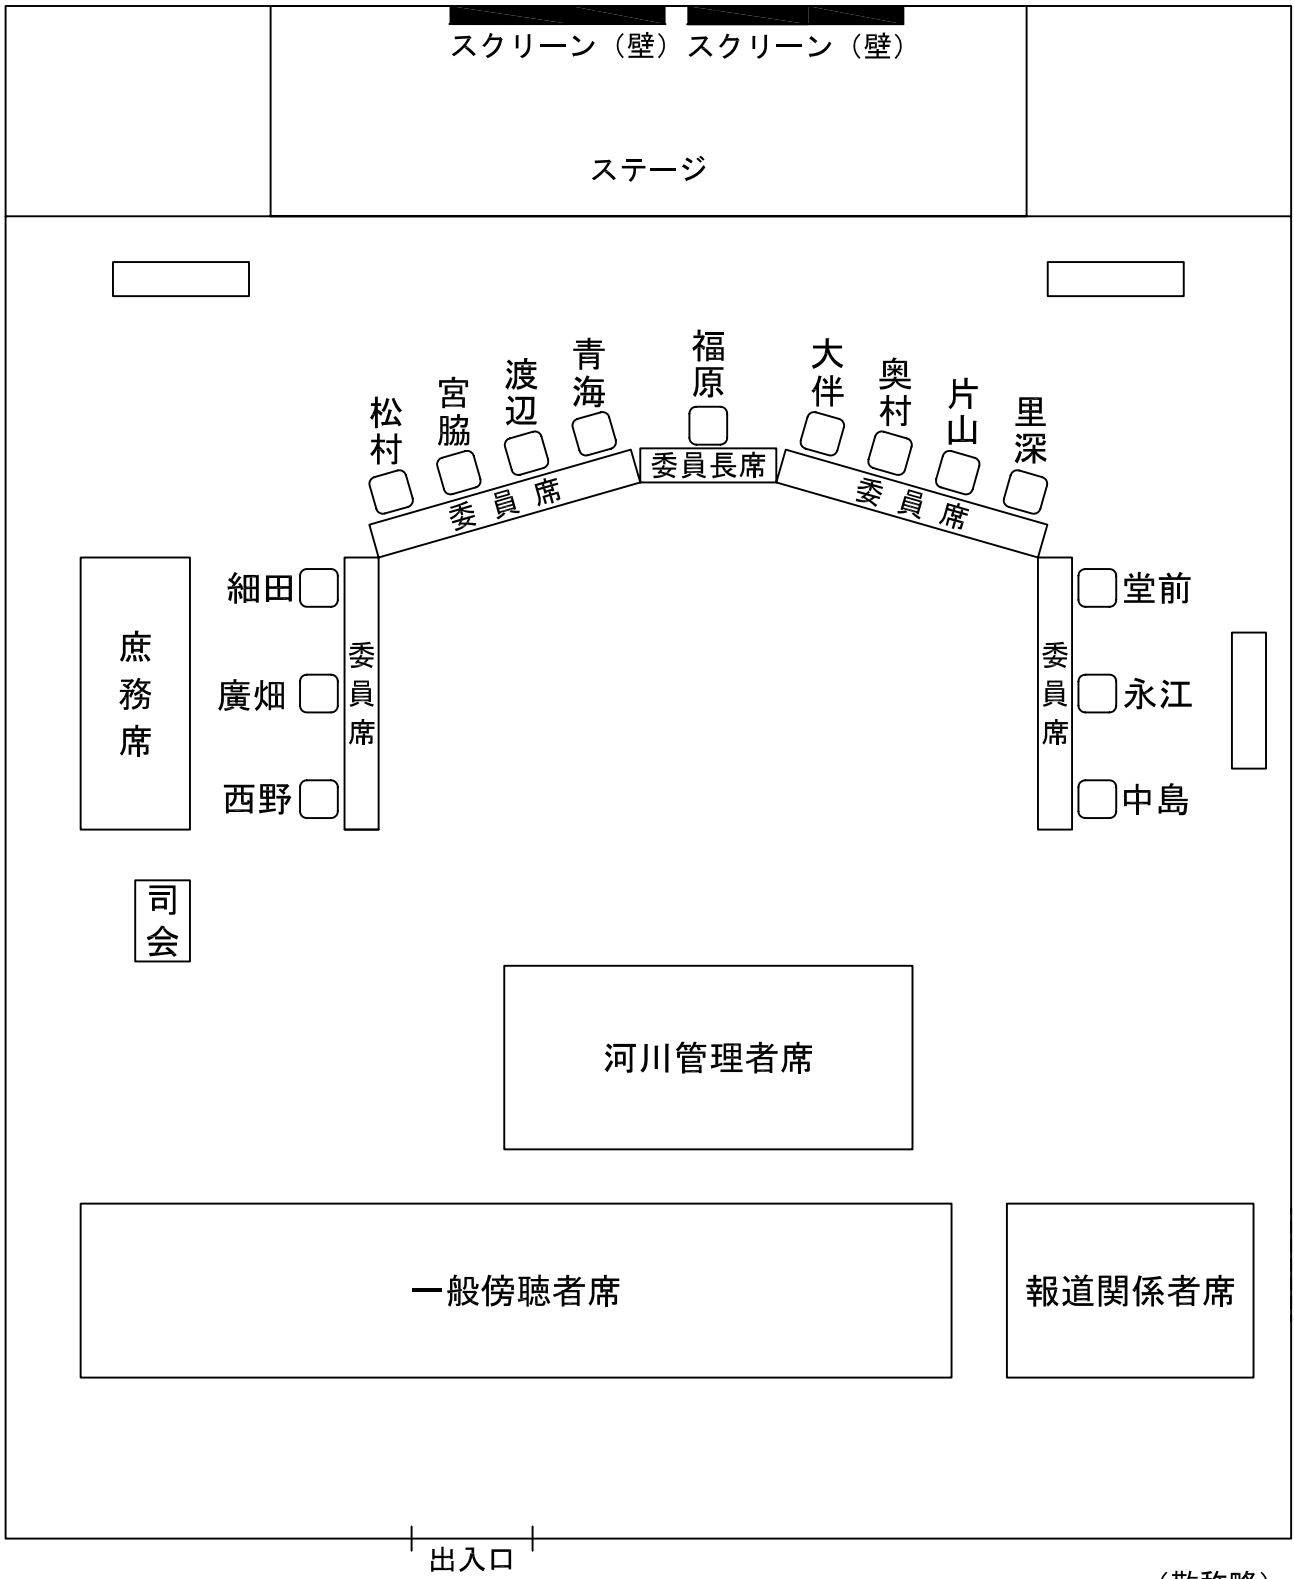 スクリーン（壁） スクリーン（壁）
ステージ
松村
宮脇
渡辺
青海
福原
大伴
奥村
片山
里深
委員席
委員長席
委員席
細田
廣畑
西野
委員席
堂前
永江
中島
委員席
庶務席
司会
河川管理者席
一般傍聴者席
報道関係者席
出入口
（敬称略）